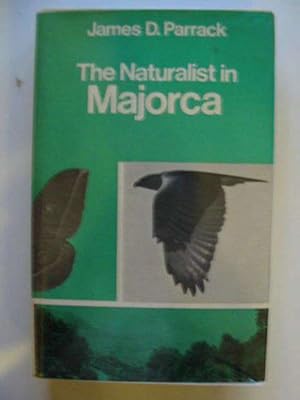 James D. Parrack
The Naturalist in
Majorca